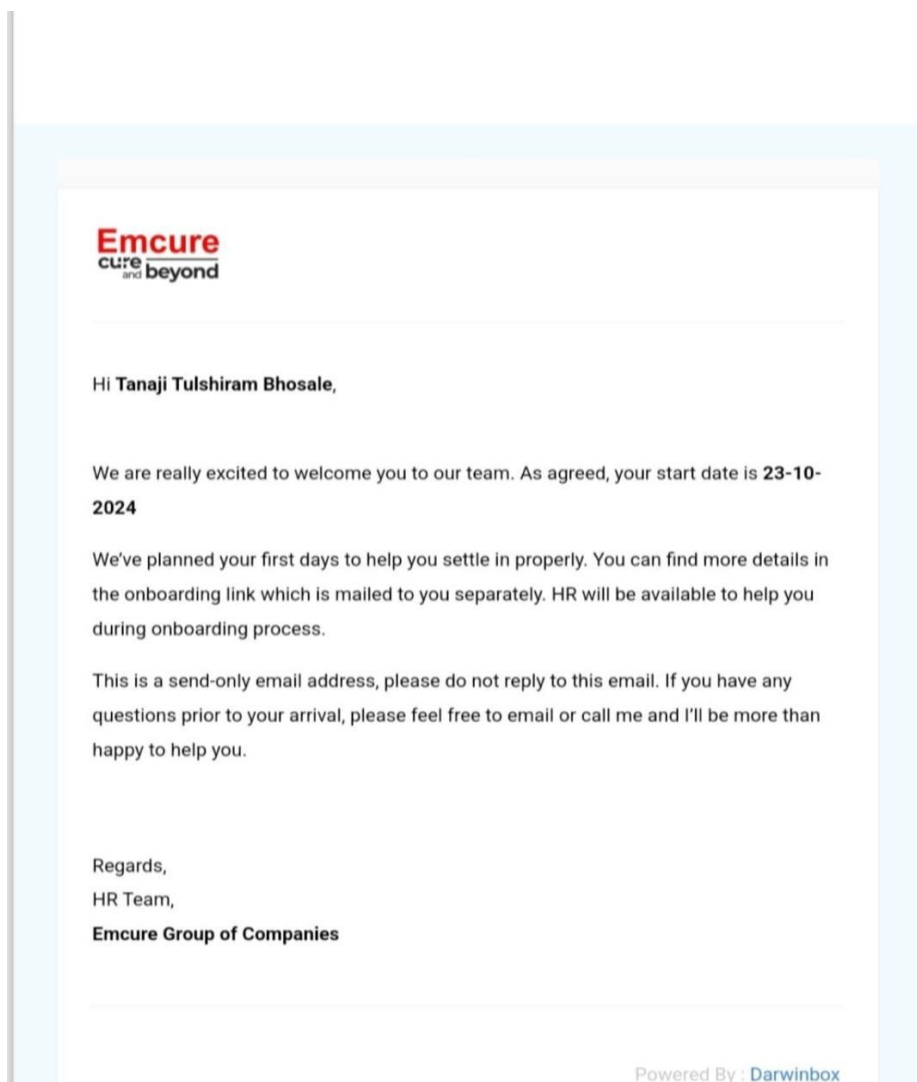 Emcure
cure
and beyond
Hi Tanaji Tulshiram Bhosale,
We are really excited to welcome you to our team. As agreed, your start date is 23-10-
2024
We've planned your first days to help you settle in properly. You can find more details in
the onboarding link which is mailed to you separately. HR will be available to help you
during onboarding process.
This is a send-only email address, please do not reply to this email. If you have any
questions prior to your arrival, please feel free to email or call me and I'll be more than
happy to help you.
Regards,
HR Team,
Emcure Group of Companies
Powered By : Darwinbox